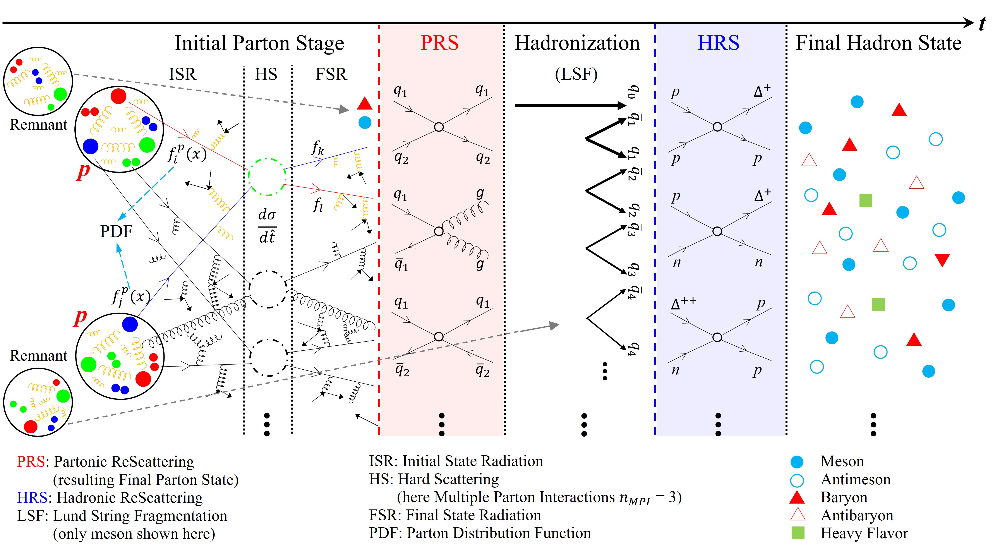 t
Initial Parton Stage
PRS
Hadronization
HRS
Final Hadron State
ISR
HS
FSR
(LSF)
Remnant
p
f_i^p(x)
PDF
f_j^p(x)
p
Remnant
dσ/dt̂
f_k
f_l
q₁
q₁
q₂
q₂
q₁
g
q̄₁
g
q₁
q₁
q̄₂
q̄₂
q₀
q̄₁
q₁
q̄₂
q₂
q̄₃
q₃
q̄₄
q₄
p
Δ⁺
p
p
p
Δ⁺
n
n
Δ⁺⁺
p
n
p
PRS: Partonic ReScattering
(resulting Final Parton State)
HRS: Hadronic ReScattering
LSF: Lund String Fragmentation
(only meson shown here)
ISR: Initial State Radiation
HS: Hard Scattering
(here Multiple Parton Interactions n_MPI = 3)
FSR: Final State Radiation
PDF: Parton Distribution Function
Meson
Antimeson
Baryon
Antibaryon
Heavy Flavor